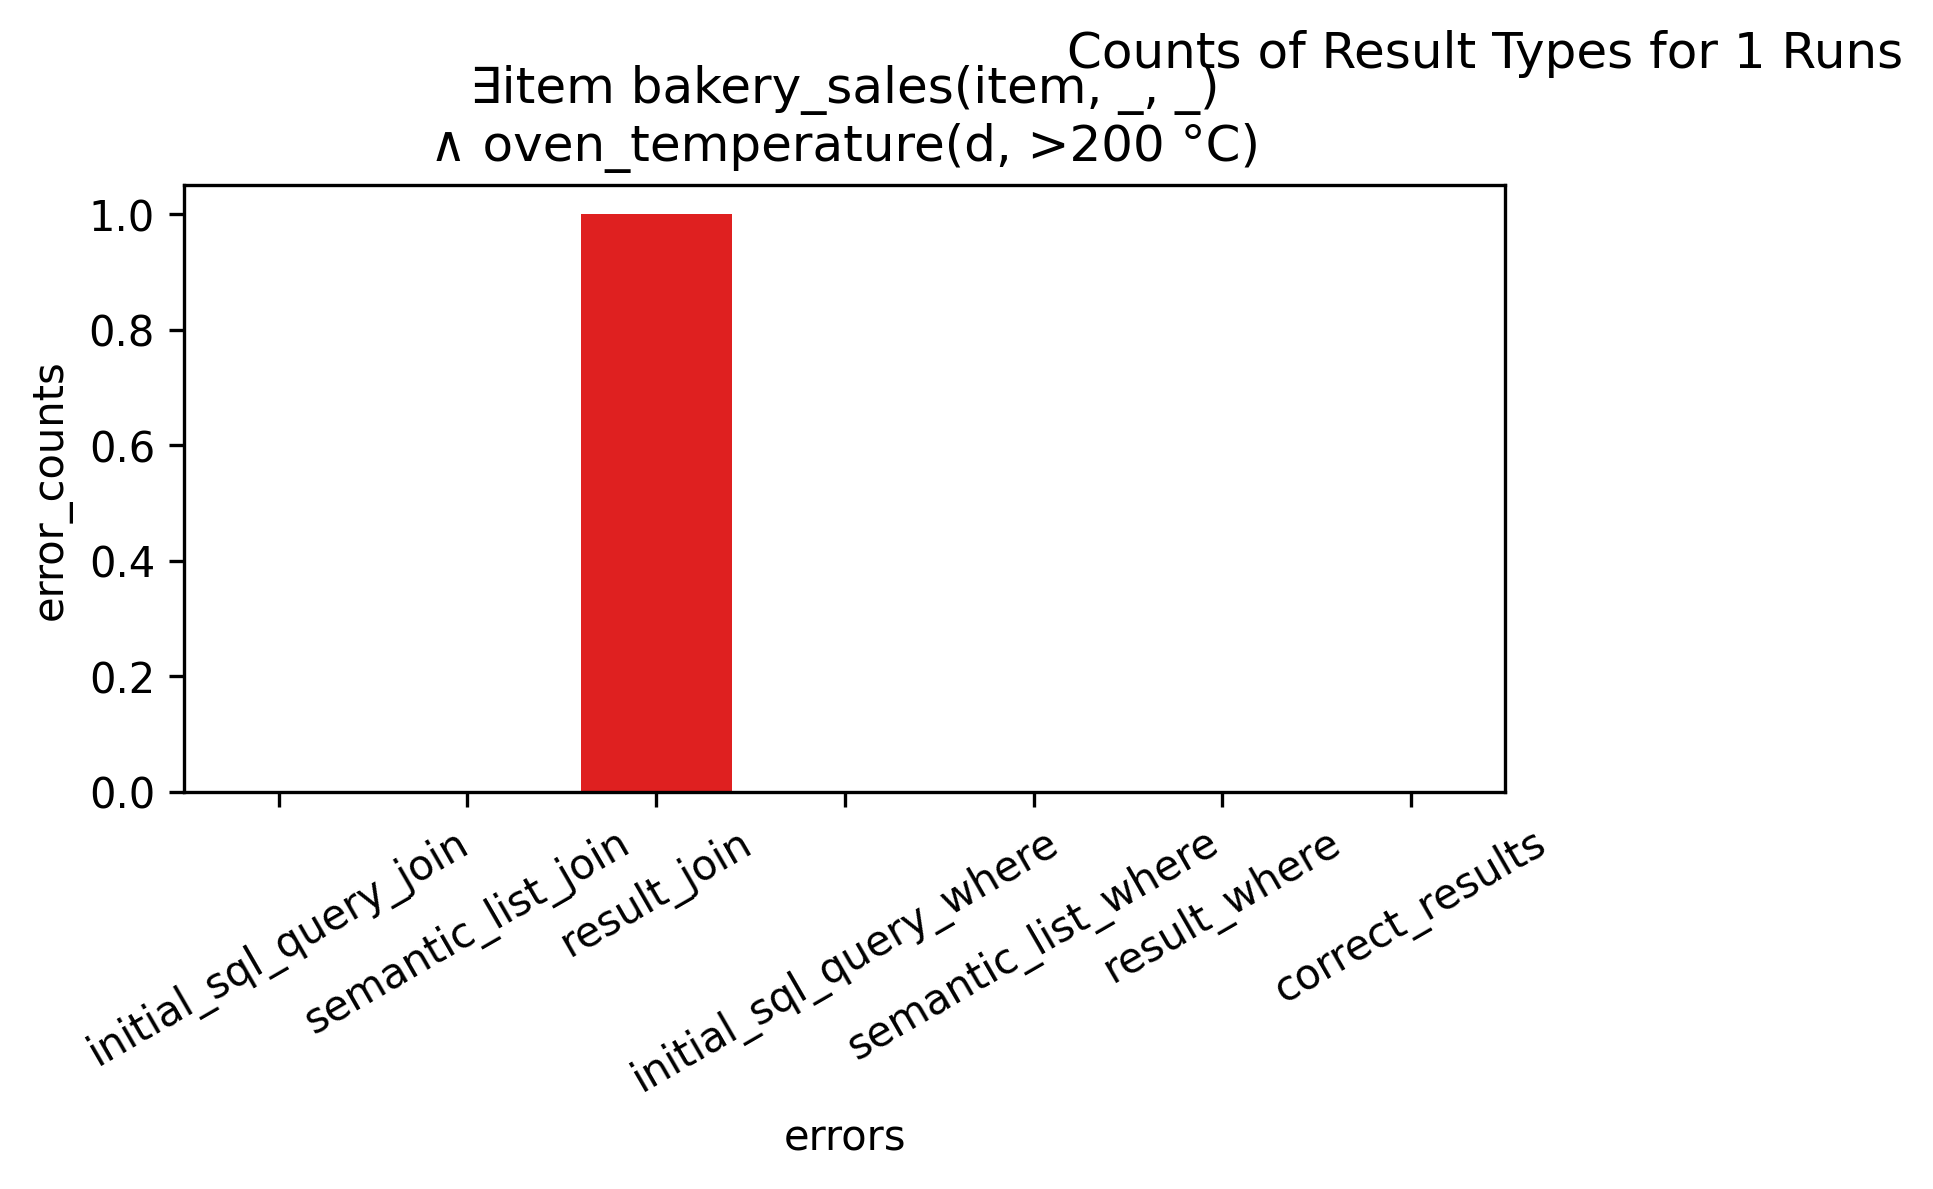 Counts of Result Types for 1 Runs
∃item bakery_sales(item, _, _)
∧ oven_temperature(d, >200 °C)
error_counts
1.0
0.8
0.6
0.4
0.2
0.0
initial_sql_query_join
semantic_list_join
result_join
initial_sql_query_where
semantic_list_where
result_where
correct_results
errors